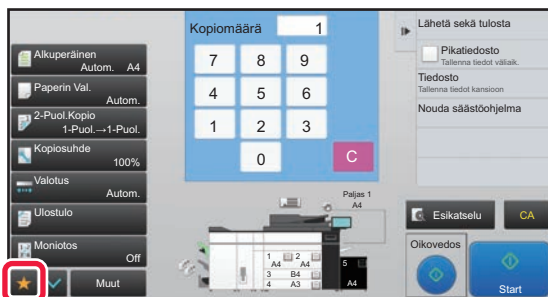 Kopiomäärä 1
7 8 9
4 5 6
1 2 3
0 C
Alkuperäinen
Autom. A4
Paperin Val.
Autom.
2-Puol.Kopio
1-Puol.→1-Puol.
Kopiosuhde
100%
Valotus
Autom.
Ulostulo
Moniotos
Off
Muut
Paljas 1
A4
1 A4 2 A4
3 B4
4 A3
5 A4
Lähetä sekä tulosta
Pikatiedosto
Tallenna tiedot väliaik.
Tiedosto
Tallenna tiedot kansioon
Nouda säästöohjelma
Esikatselu
CA
Oikovedos
Start